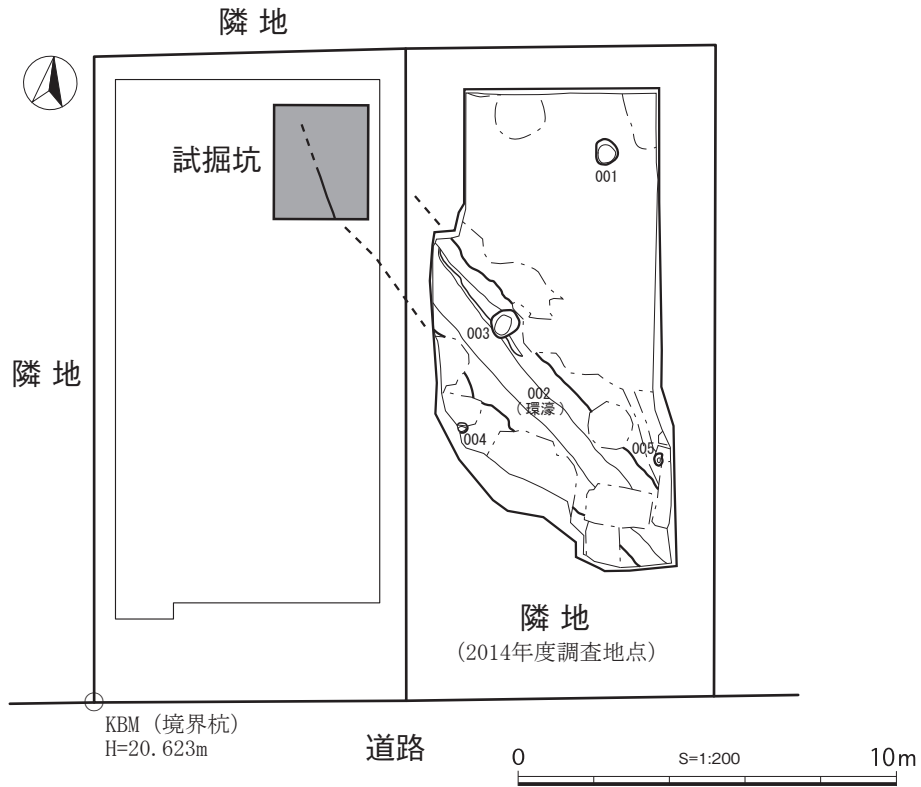 隣 地
試掘坑
001
隣 地
003
002
（環濠）
004
005
隣 地
(2014年度調査地点)
KBM (境界杭)
H=20.623m
道路
0
S=1:200
10m